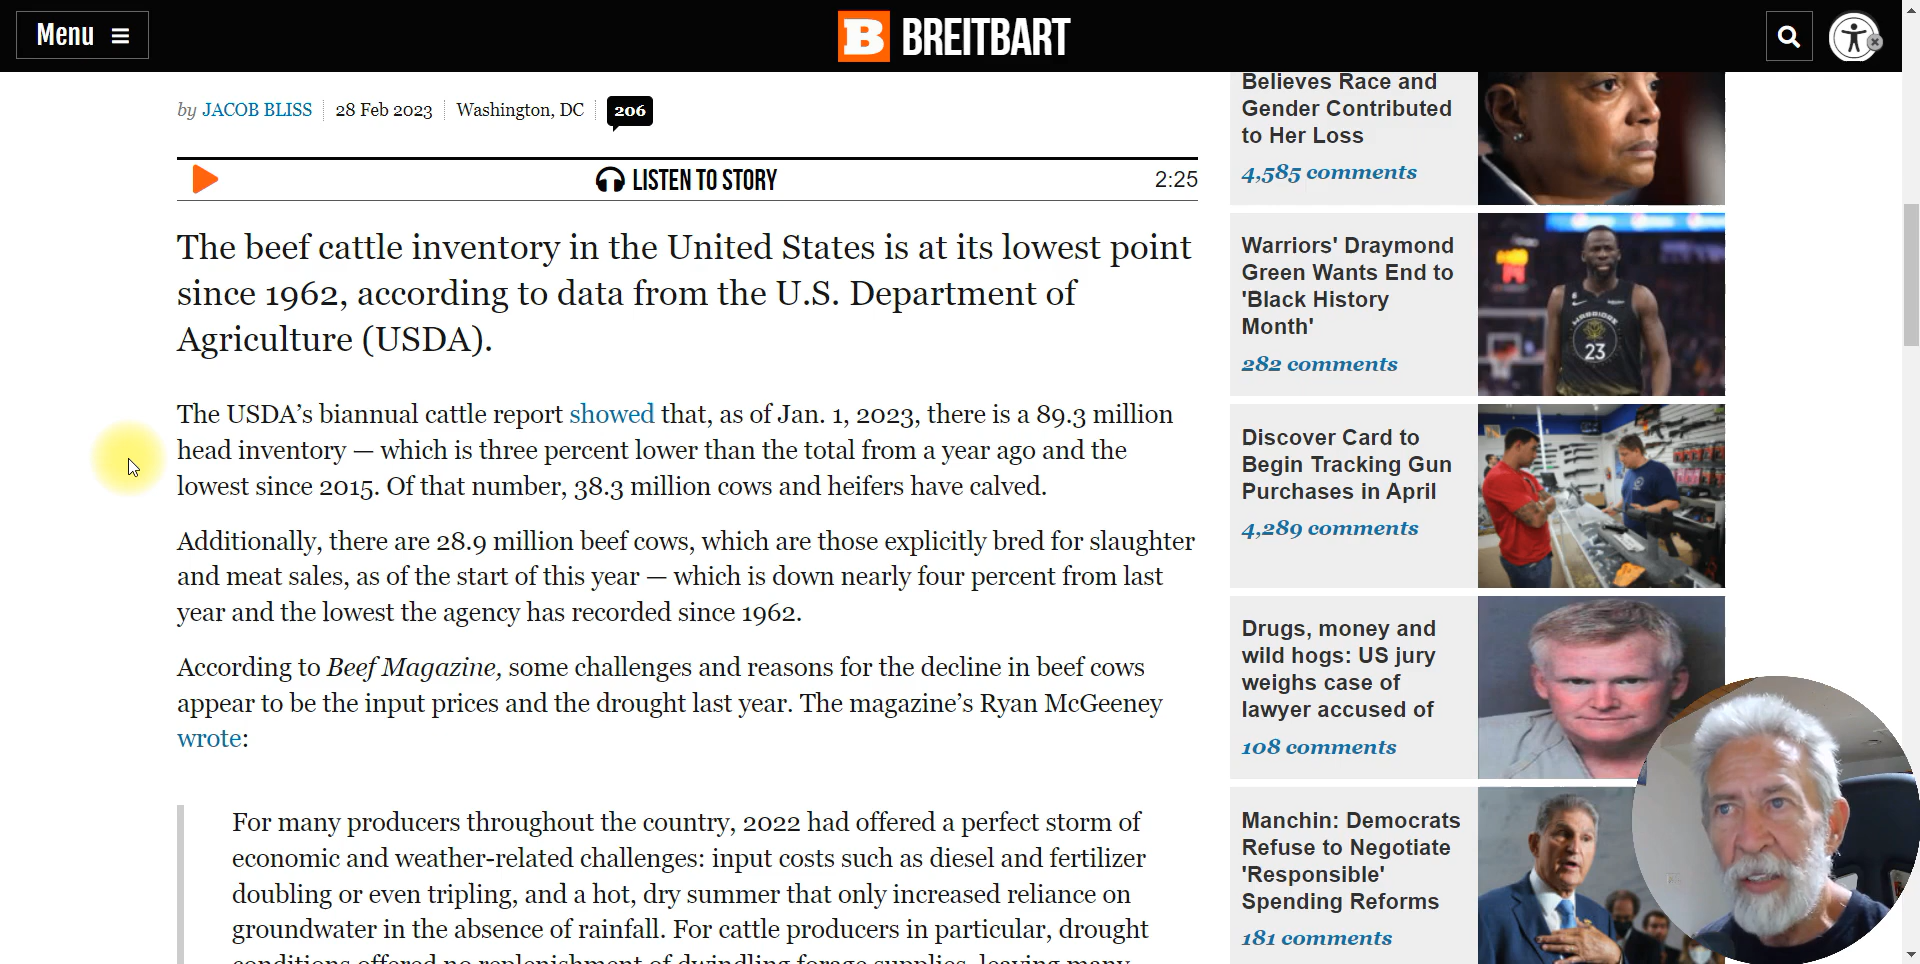 Menu
B BREITBART
by JACOB BLISS 28 Feb 2023 Washington, DC 206
LISTEN TO STORY 2:25
The beef cattle inventory in the United States is at its lowest point
since 1962, according to data from the U.S. Department of
Agriculture (USDA).
The USDA’s biannual cattle report showed that, as of Jan. 1, 2023, there is a 89.3 million
head inventory — which is three percent lower than the total from a year ago and the
lowest since 2015. Of that number, 38.3 million cows and heifers have calved.
Additionally, there are 28.9 million beef cows, which are those explicitly bred for slaughter
and meat sales, as of the start of this year — which is down nearly four percent from last
year and the lowest the agency has recorded since 1962.
According to Beef Magazine, some challenges and reasons for the decline in beef cows
appear to be the input prices and the drought last year. The magazine’s Ryan McGeeney
wrote:
For many producers throughout the country, 2022 had offered a perfect storm of
economic and weather-related challenges: input costs such as diesel and fertilizer
doubling or even tripling, and a hot, dry summer that only increased reliance on
groundwater in the absence of rainfall. For cattle producers in particular, drought
conditions offered no replenishment of dwindling forage supplies, leaving many
Believes Race and
Gender Contributed
to Her Loss
4,585 comments
Warriors' Draymond
Green Wants End to
'Black History
Month'
282 comments
WARRIORS
23
Discover Card to
Begin Tracking Gun
Purchases in April
4,289 comments
Drugs, money and
wild hogs: US jury
weighs case of
lawyer accused of
108 comments
Manchin: Democrats
Refuse to Negotiate
'Responsible'
Spending Reforms
181 comments